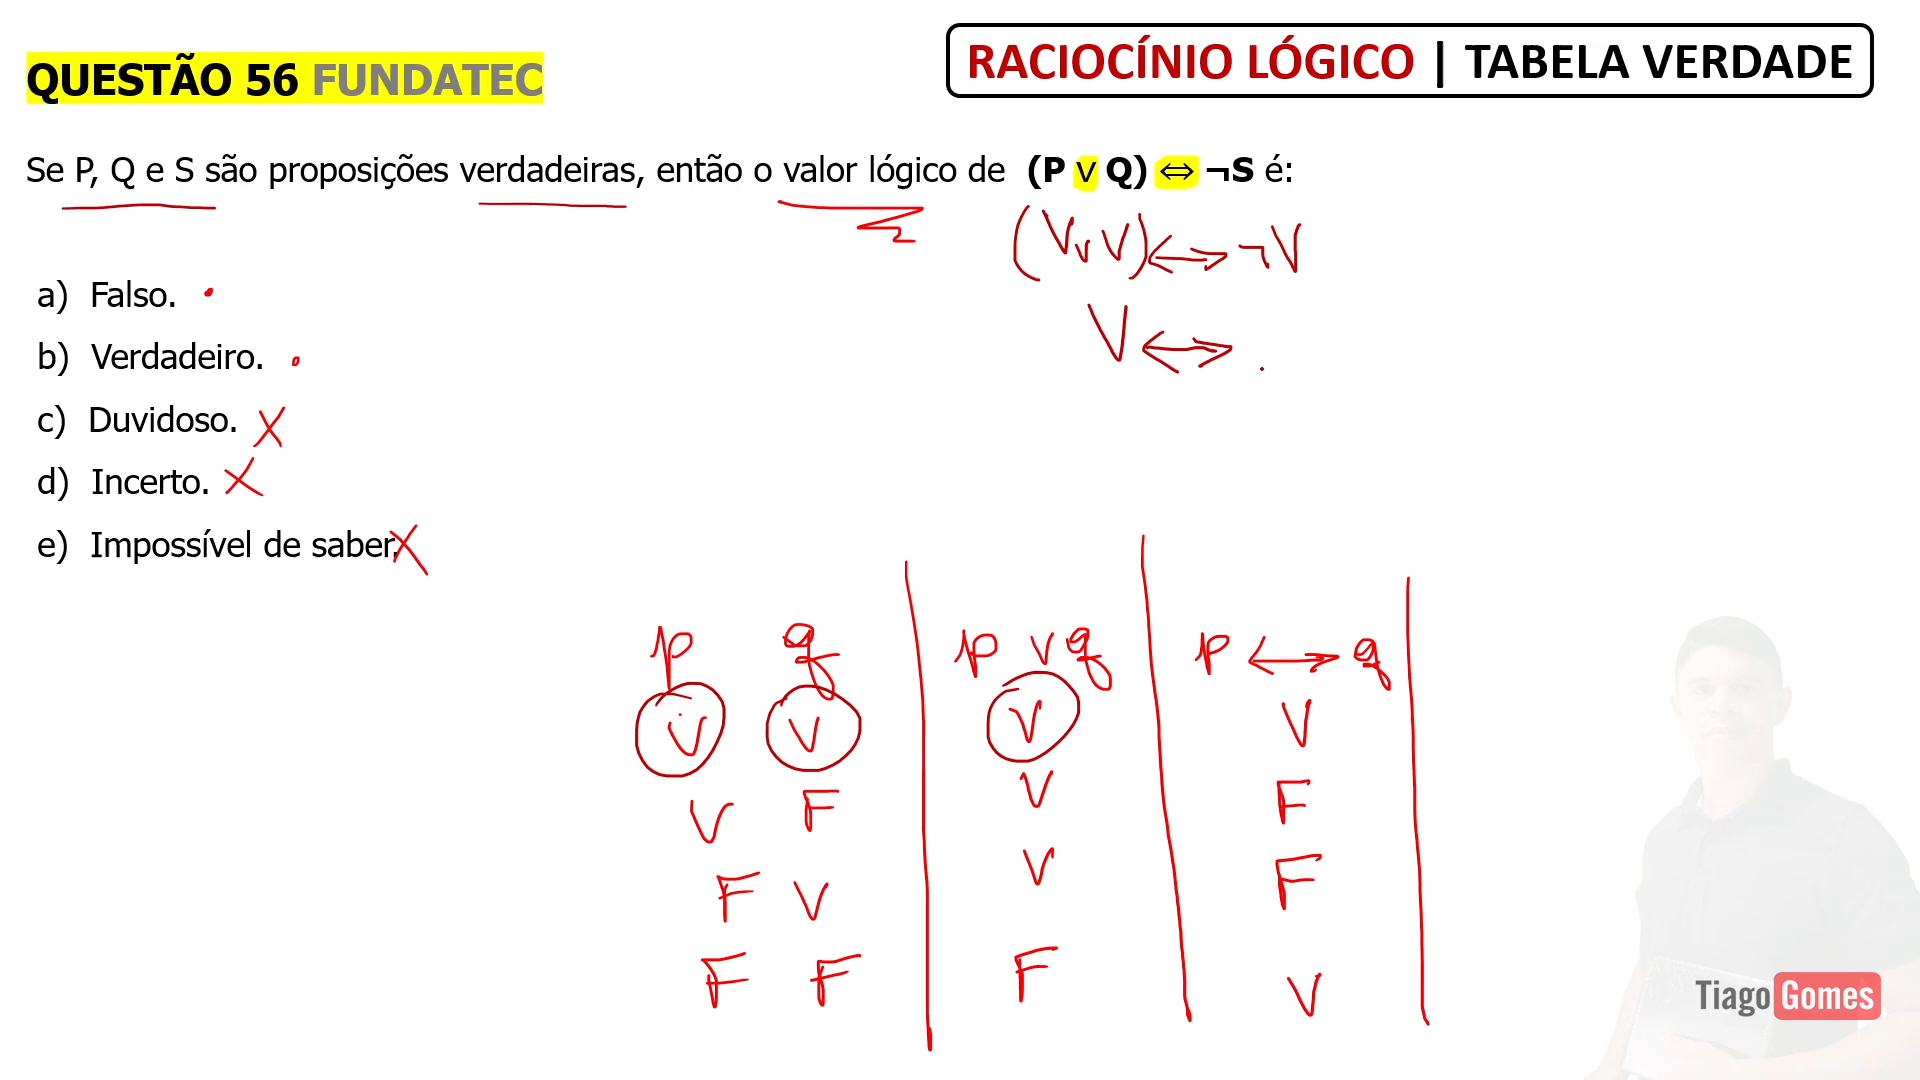 RACIOCÍNIO LÓGICO | TABELA VERDADE
QUESTÃO 56 FUNDATEC
Se P, Q e S são proposições verdadeiras, então o valor lógico de (P ∨ Q) ⇔ ¬S é:
(V ∨ V) ↔ ¬V
V ↔
a) Falso.
b) Verdadeiro.
c) Duvidoso. X
d) Incerto. X
e) Impossível de saber. X
p q p ∨ q p ↔ q
V V V V
V F V F
F V V F
F F F V
Tiago Gomes